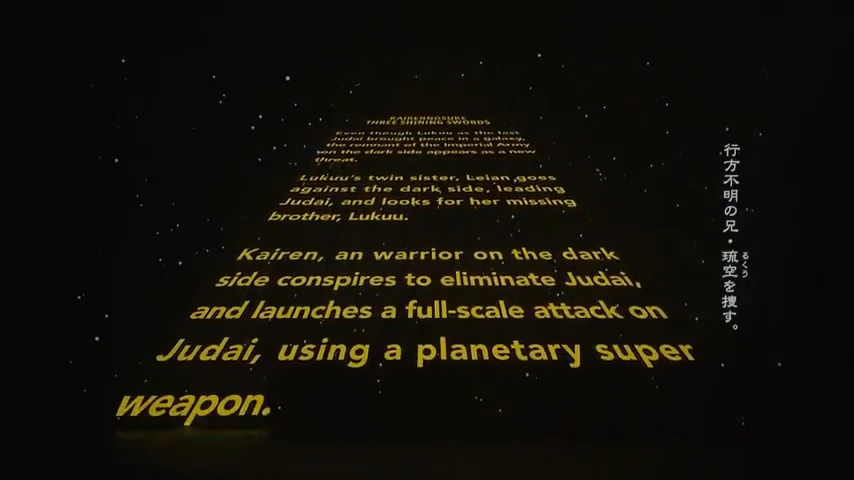 KAIRENNOSUKE
THREE SHINING SWORDS
Even though Lukuu as the last
Judai brought peace in a galaxy,
the remnant of the Imperial Army
on the dark side appears as a new
threat.
Lukuu's twin sister, Leian goes
against the dark side, leading
Judai, and looks for her missing
brother, Lukuu.
Kairen, an warrior on the dark
side conspires to eliminate Judai,
and launches a full-scale attack on
Judai, using a planetary super
weapon.
行方不明の兄・琉空を捜す。
るくう